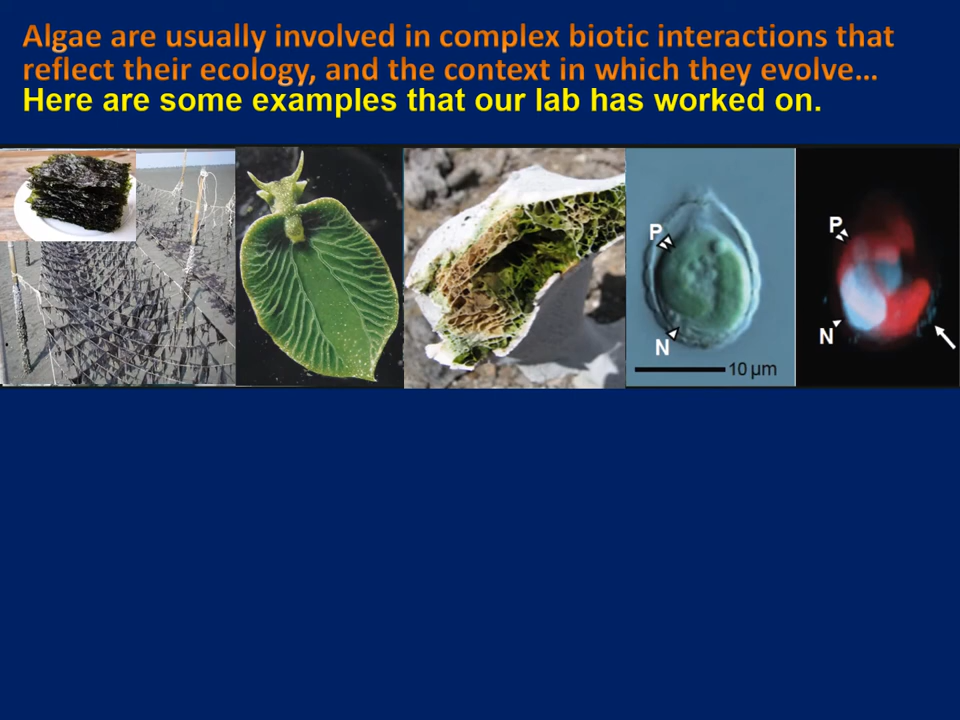 Algae are usually involved in complex biotic interactions that
reflect their ecology, and the context in which they evolve…
Here are some examples that our lab has worked on.
P
N
10 µm
P
N